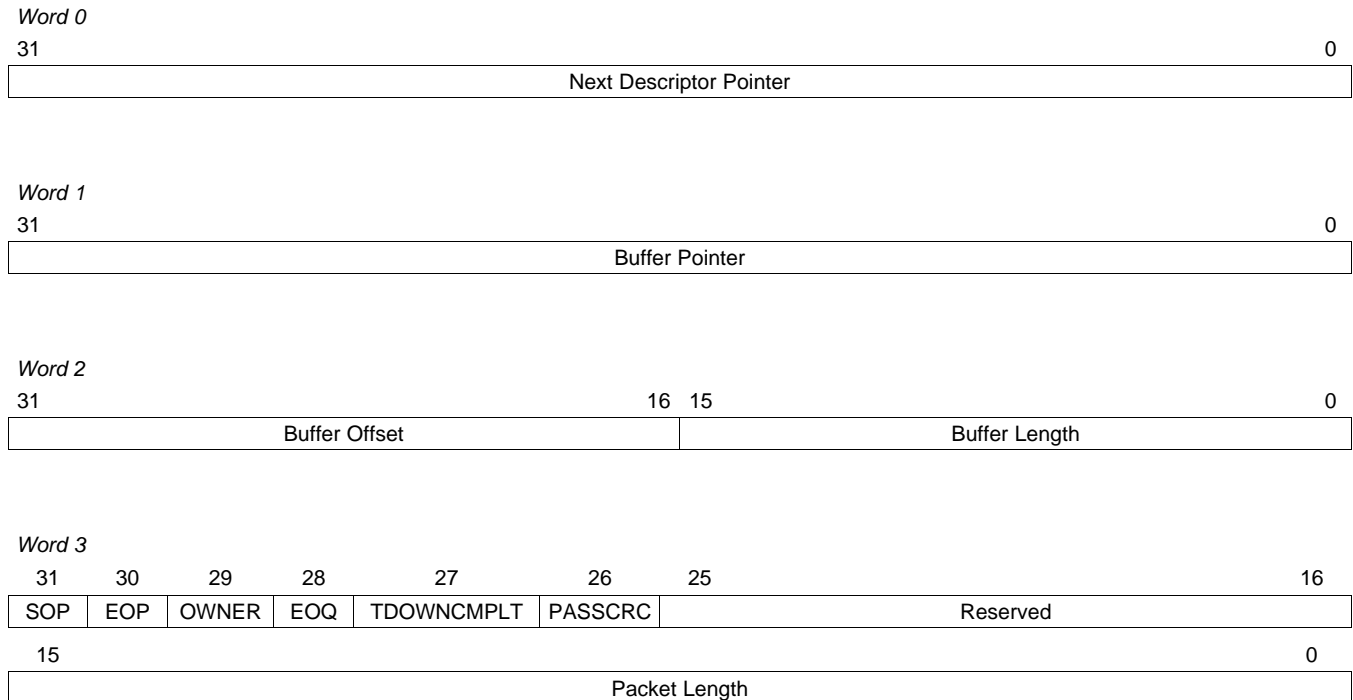 Word 0
31 0
Next Descriptor Pointer
Word 1
31 0
Buffer Pointer
Word 2
31 16 15 0
Buffer Offset Buffer Length
Word 3
31 30 29 28 27 26 25 16
SOP EOP OWNER EOQ TDOWNCMPLT PASSCRC Reserved
15 0
Packet Length